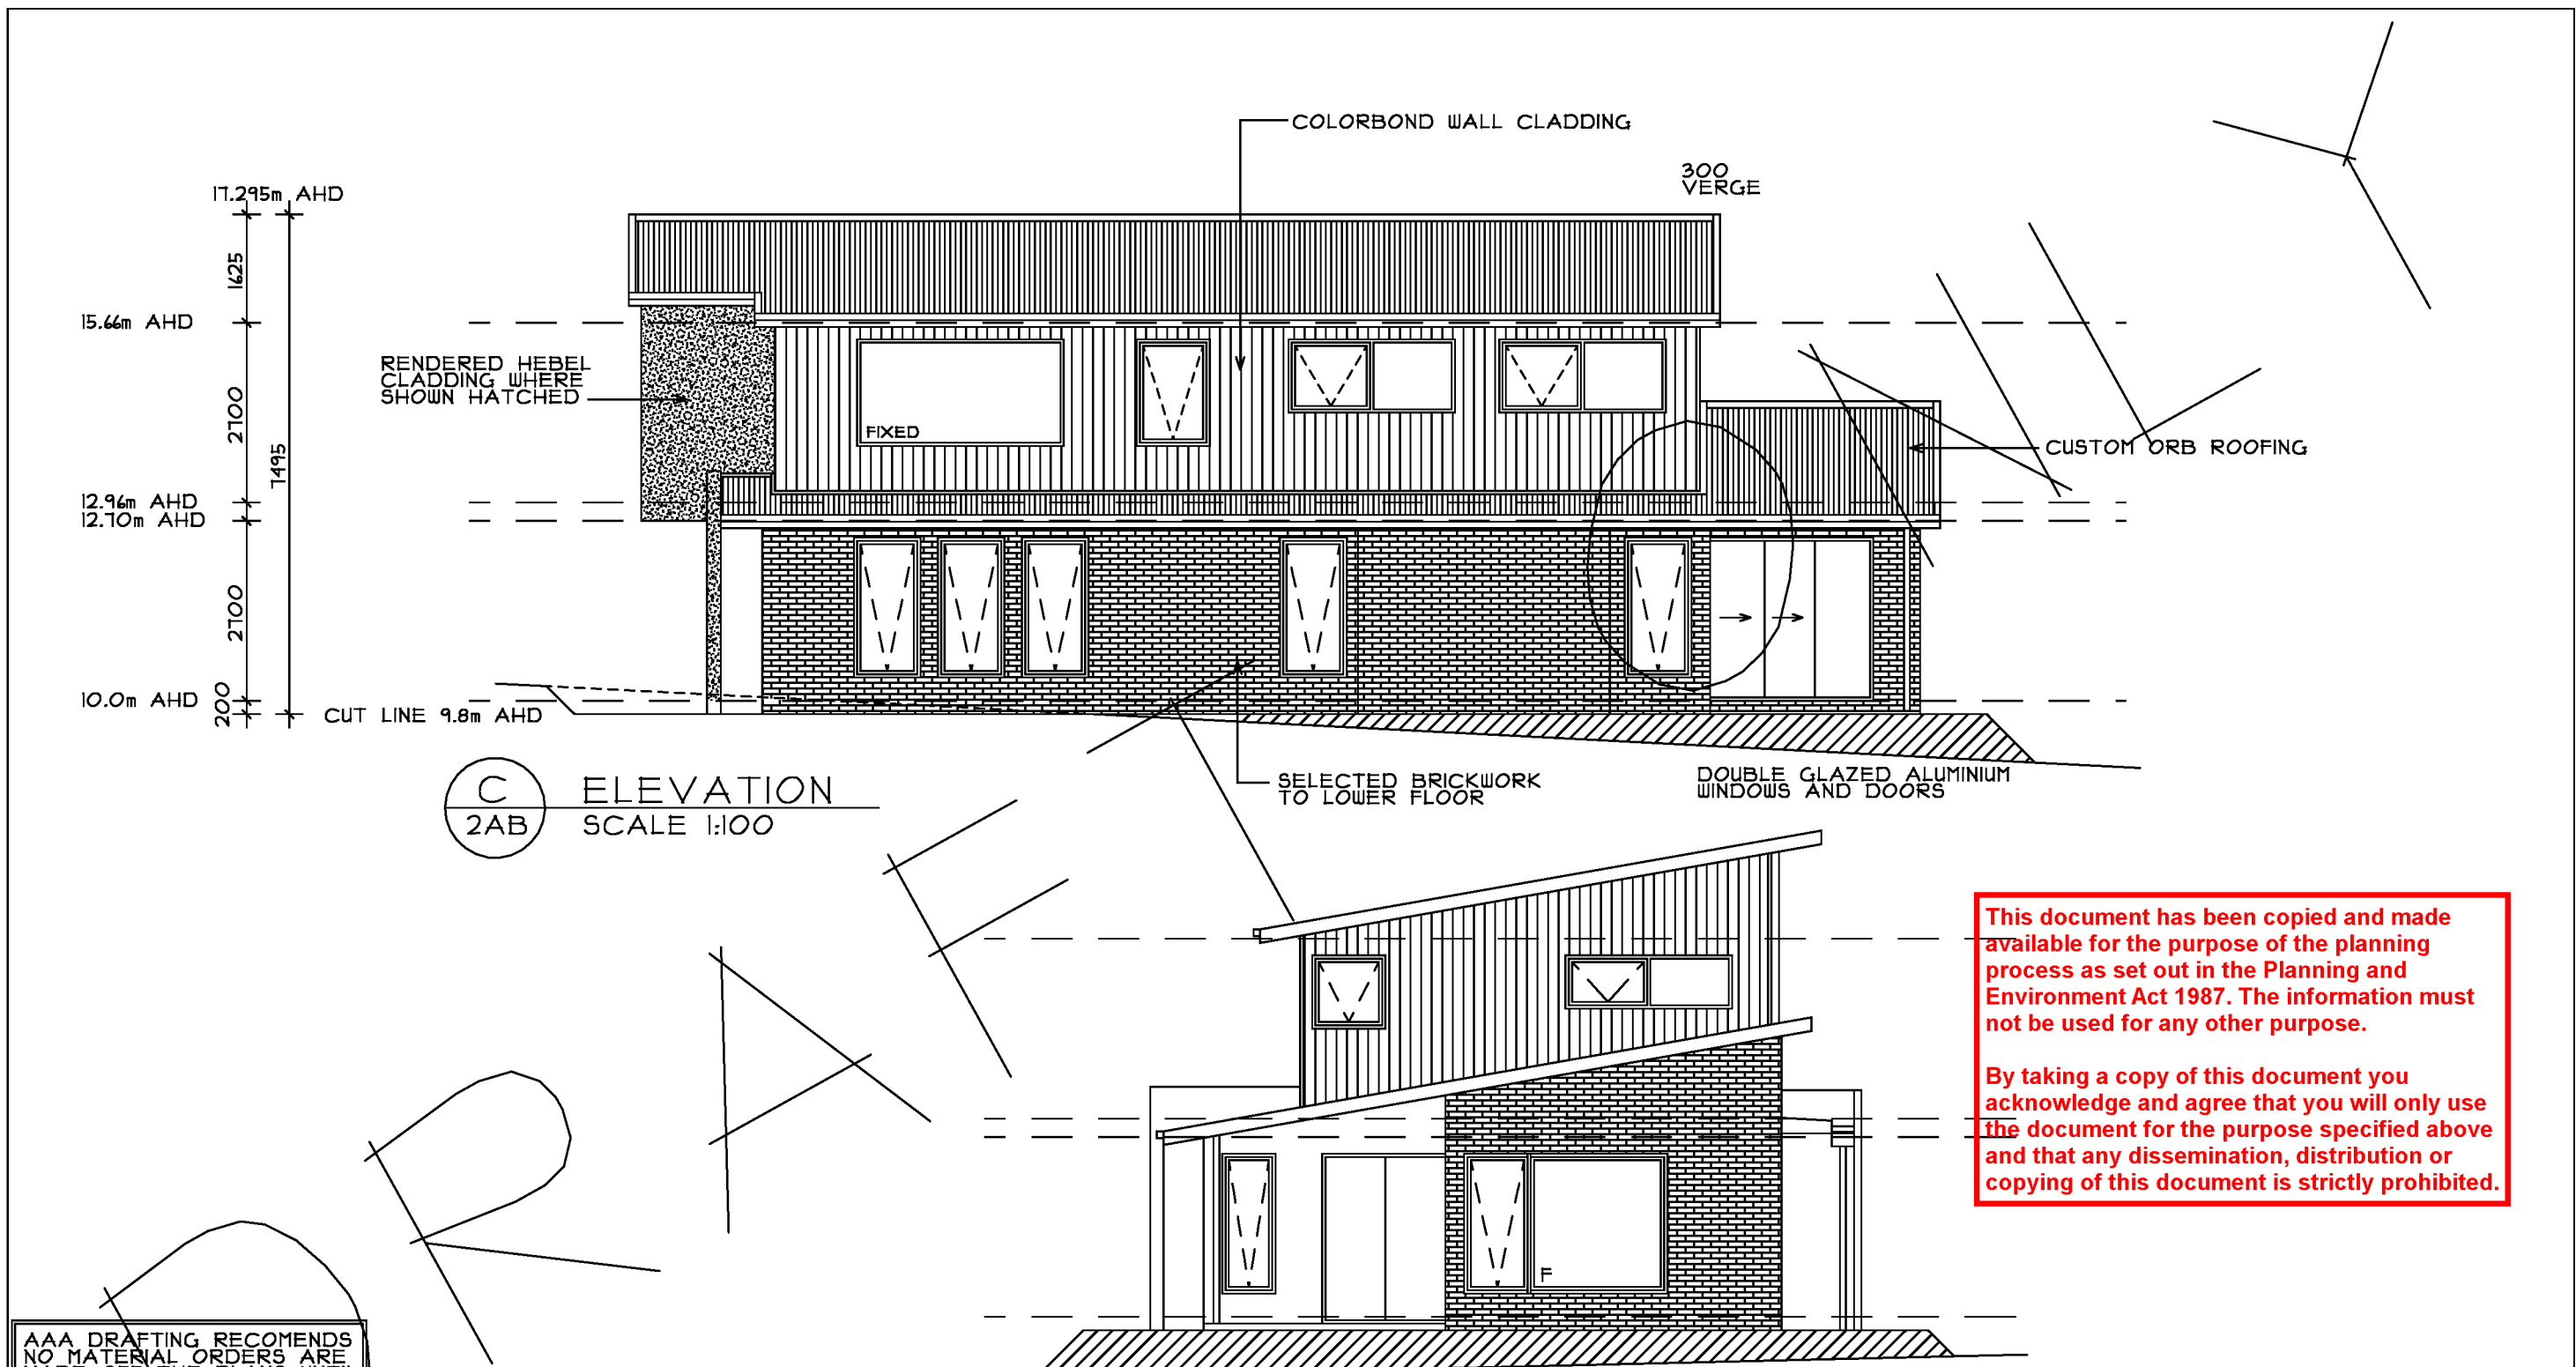 COLORBOND WALL CLADDING
300
VERGE
17.295m AHD
1625
15.66m AHD
RENDERED HEBEL
CLADDING WHERE
SHOWN HATCHED
2700
7495
FIXED
CUSTOM ORB ROOFING
12.96m AHD
12.70m AHD
2700
10.0m AHD
200
CUT LINE 9.8m AHD
C
2AB
ELEVATION
SCALE 1:100
SELECTED BRICKWORK
TO LOWER FLOOR
DOUBLE GLAZED ALUMINIUM
WINDOWS AND DOORS
This document has been copied and made
available for the purpose of the planning
process as set out in the Planning and
Environment Act 1987. The information must
not be used for any other purpose.
By taking a copy of this document you
acknowledge and agree that you will only use
the document for the purpose specified above
and that any dissemination, distribution or
copying of this document is strictly prohibited.
F
AAA DRAFTING RECOMENDS
NO MATERIAL ORDERS ARE